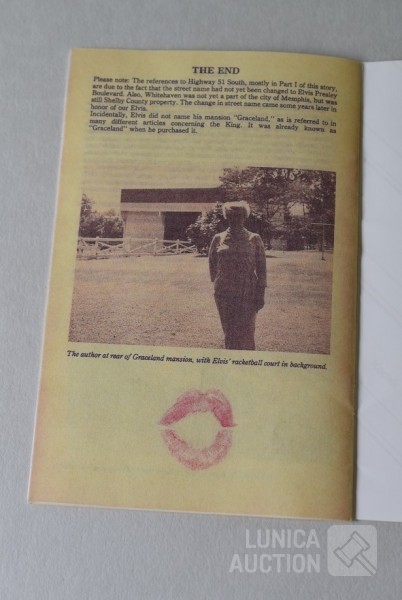 THE END
Please note: The references to Highway 51 South, mostly in Part I of this story,
are due to the fact that the street name had not yet been changed to Elvis Presley
Boulevard. Also, Whitehaven was not yet a part of the city of Memphis, but was
still Shelby County property. The change in street name came some years later in
honor of our Elvis.
Incidentally, Elvis did not name his mansion "Graceland," as is referred to in
many different articles concerning the King. It was already known as
"Graceland" when he purchased it.
The author at rear of Graceland mansion, with Elvis' racketball court in background.
LUNICA
AUCTION